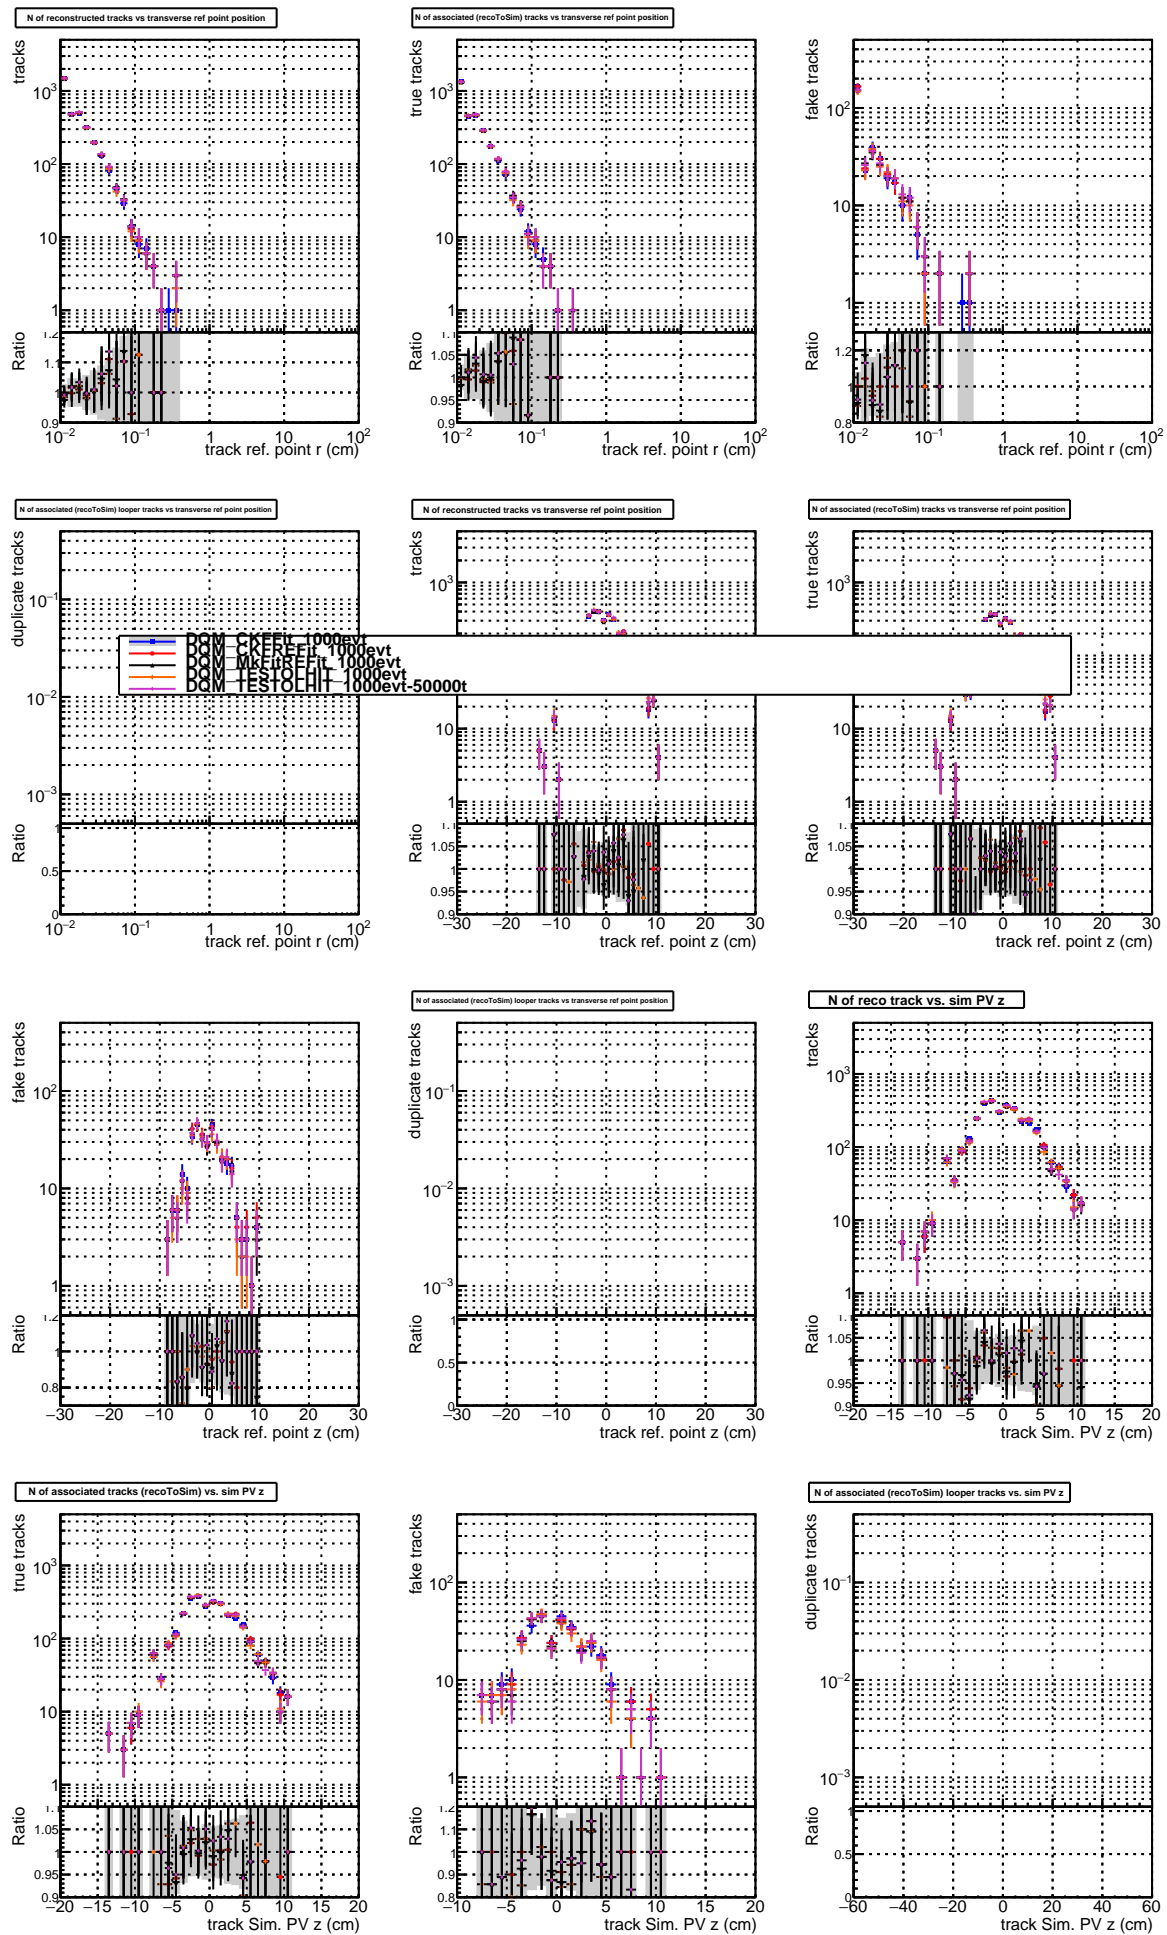 N of reconstructed tracks vs transverse ref point position
N of associated (recoToSim) tracks vs transverse ref point position
tracks
10³
10²
10
1
Ratio
1.1
0.9
10⁻² 10⁻¹ 1 10 10²
track ref. point r (cm)
true tracks
10³
10²
10
1
Ratio
1.05
1
0.95
0.9
10⁻² 10⁻¹ 1 10 10²
track ref. point r (cm)
fake tracks
10²
10
1
Ratio
1.2
1
0.8
10⁻² 10⁻¹ 1 10 10²
track ref. point r (cm)
N of associated (recoToSim) looper tracks vs transverse ref point position
N of reconstructed tracks vs transverse ref point position
N of associated (recoToSim) tracks vs transverse ref point position
duplicate tracks
10⁻¹
10⁻²
10⁻³
Ratio
1
0.5
0
10⁻² 10⁻¹ 1 10 10²
track ref. point r (cm)
tracks
10³
10
1
Ratio
1.05
1
0.95
0.9
−30 −20 −10 0 10 20 30
track ref. point z (cm)
true tracks
10³
10
1
Ratio
1.05
1
0.95
0.9
−30 −20 −10 0 10 20 30
track ref. point z (cm)
DQM_CKFFit_1000evt
DQM_CKFREFit_1000evt
DQM_MkFitREFit_1000evt
DQM_TESTOLHIT_1000evt
DQM_TESTOLHIT_1000evt-50000t
N of associated (recoToSim) looper tracks vs transverse ref point position
N of reco track vs. sim PV z
fake tracks
10²
10
1
Ratio
1.2
1
0.8
−30 −20 −10 0 10 20 30
track ref. point z (cm)
duplicate tracks
10⁻¹
10⁻²
10⁻³
Ratio
1
0.5
0
−30 −20 −10 0 10 20 30
track ref. point z (cm)
tracks
10³
10²
10
1
Ratio
1.05
1
0.95
0.9
−20 −15 −10 −5 0 5 10 15 20
track Sim. PV z (cm)
N of associated tracks (recoToSim) vs. sim PV z
N of associated (recoToSim) looper tracks vs. sim PV z
true tracks
10³
10²
10
1
Ratio
1.05
1
0.95
0.9
−20 −15 −10 −5 0 5 10 15 20
track Sim. PV z (cm)
fake tracks
10²
10
1
Ratio
1.2
1
0.8
−10 −5 0 5 10 15 20
track Sim. PV z (cm)
duplicate tracks
10⁻¹
10⁻²
10⁻³
Ratio
1
0.5
0
−60 −40 −20 0 20 40 60
track Sim. PV z (cm)